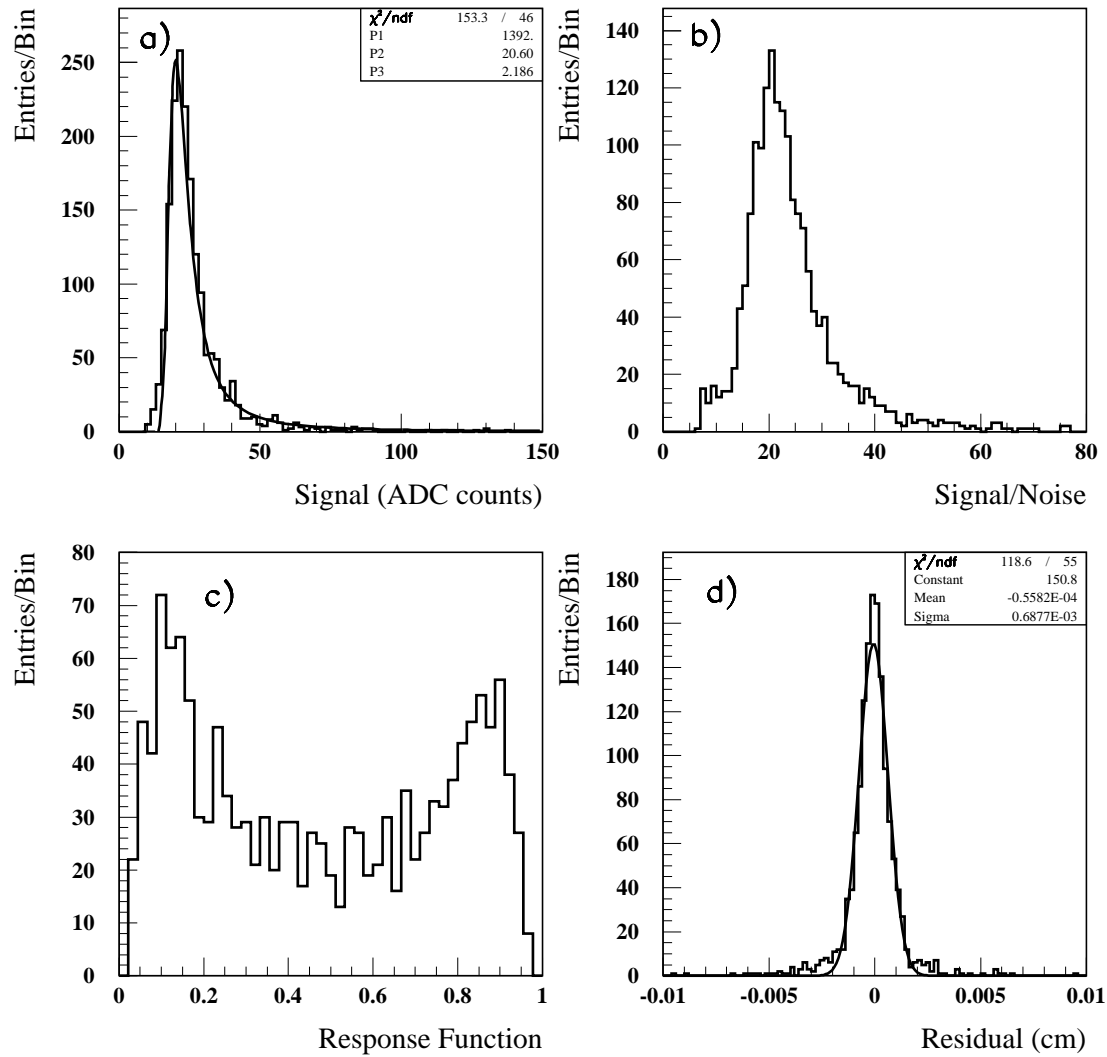 a)
χ²/ndf 153.3 / 46
P1 1392.
P2 20.60
P3 2.186
Entries/Bin
250
200
150
100
50
0
0 50 100 150
Signal (ADC counts)
b)
Entries/Bin
140
120
100
80
60
40
20
0
0 20 40 60 80
Signal/Noise
c)
Entries/Bin
80
70
60
50
40
30
20
10
0
0 0.2 0.4 0.6 0.8 1
Response Function
d)
χ²/ndf 118.6 / 55
Constant 150.8
Mean -0.5582E-04
Sigma 0.6877E-03
Entries/Bin
180
160
140
120
100
80
60
40
20
0
-0.01 -0.005 0 0.005 0.01
Residual (cm)